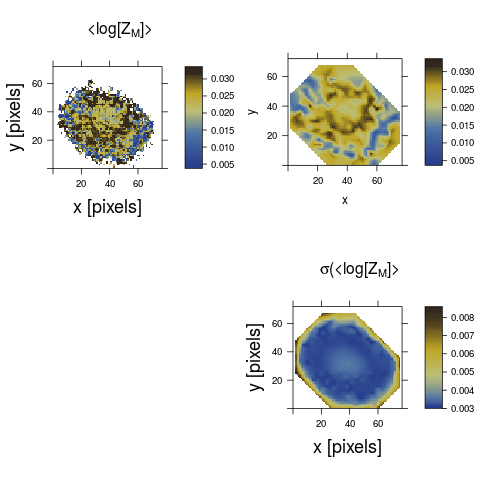 <log[Z_M]>
y [pixels]
60
40
20
20 40 60
x [pixels]
0.030
0.025
0.020
0.015
0.010
0.005
y
60
40
20
20 40 60
x
0.030
0.025
0.020
0.015
0.010
0.005
σ(<log[Z_M]>
y [pixels]
60
40
20
20 40 60
x [pixels]
0.008
0.007
0.006
0.005
0.004
0.003